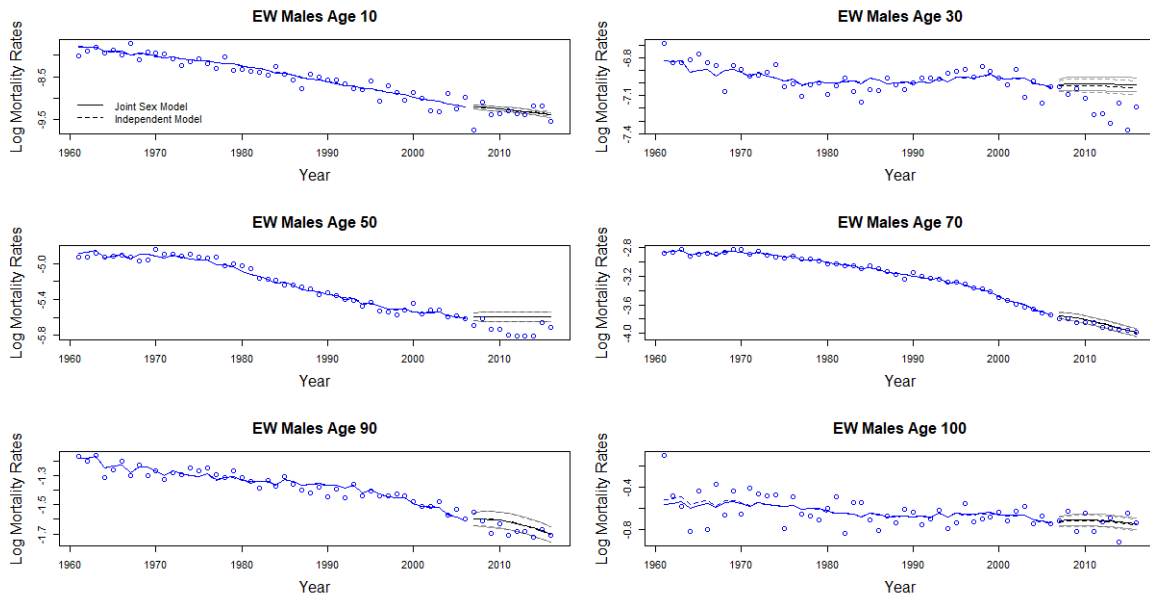 EW Males Age 10
Log Mortality Rates
-8.5
-9.5
Joint Sex Model
Independent Model
1960 1970 1980 1990 2000 2010
Year
EW Males Age 30
Log Mortality Rates
-6.8
-7.1
-7.4
1960 1970 1980 1990 2000 2010
Year
EW Males Age 50
Log Mortality Rates
-5.0
-5.4
-5.8
1960 1970 1980 1990 2000 2010
Year
EW Males Age 70
Log Mortality Rates
-2.8
-3.2
-3.6
-4.0
1960 1970 1980 1990 2000 2010
Year
EW Males Age 90
Log Mortality Rates
-1.3
-1.5
-1.7
1960 1970 1980 1990 2000 2010
Year
EW Males Age 100
Log Mortality Rates
-0.4
-0.8
1960 1970 1980 1990 2000 2010
Year